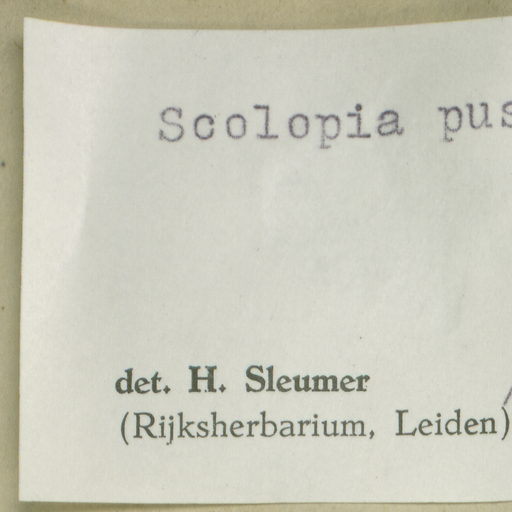 Scolopia pus
det. H. Sleumer
(Rijksherbarium, Leiden)